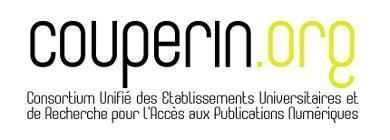 couperin.org
Consortium Unifié des Etablissements Universitaires et
de Recherche pour l'Accès aux Publications Numériques